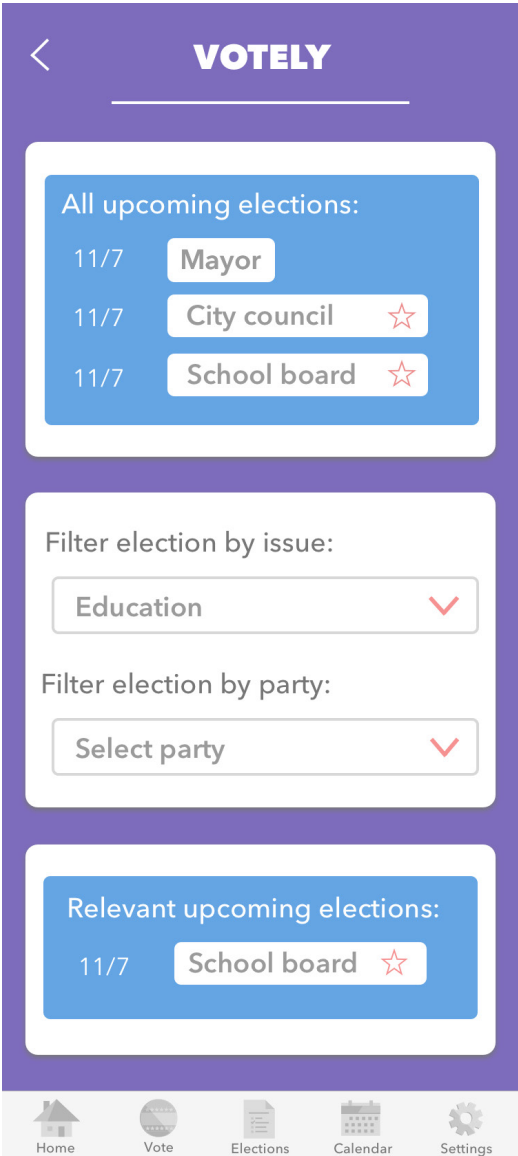 VOTELY
All upcoming elections:
11/7 Mayor
11/7 City council
11/7 School board
Filter election by issue:
Education
Filter election by party:
Select party
Relevant upcoming elections:
11/7 School board
Home Vote Elections Calendar Settings